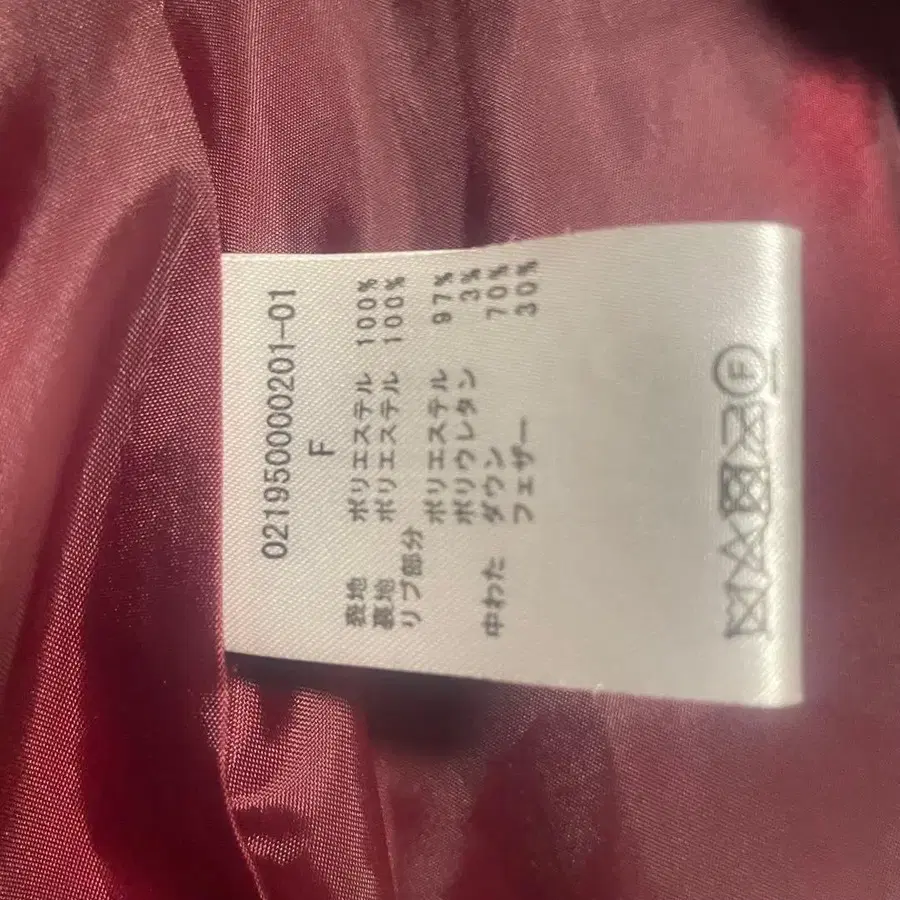 021950000201-01
F
表地 ポリエステル 100%
裏地 ポリエステル 100%
リブ部分
ポリエステル 97%
ポリウレタン 3%
中わた ダウン 70%
フェザー 30%
F